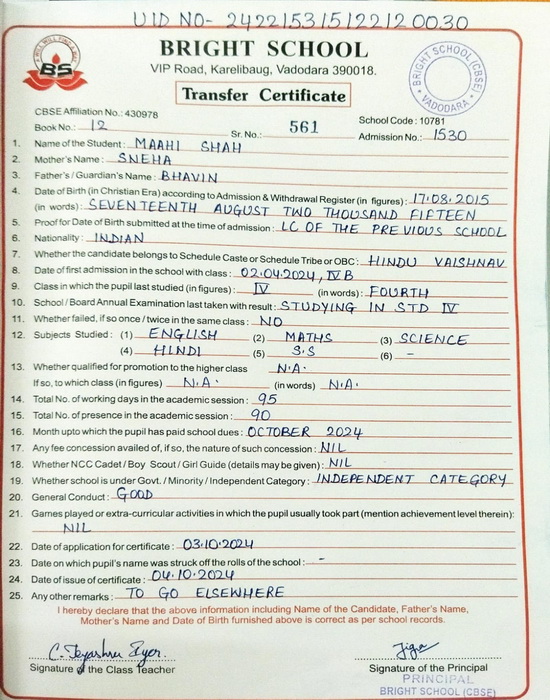 UID NO- 242215315122120030
BRIGHT SCHOOL
VIP Road, Karelibaug, Vadodara 390018.
Transfer Certificate
BS
BRIGHT SCHOOL (CBSE)
VADODARA
CBSE Affiliation No.: 430978
School Code : 10781
Book No.: 12 Sr. No.: 561 Admission No.: 1530
1. Name of the Student : MAAHI SHAH
2. Mother's Name : SNEHA
3. Father's / Guardian's Name : BHAVIN
4. Date of Birth (in Christian Era) according to Admission & Withdrawal Register (in figures) : 17.08.2015
(in words) : SEVENTEENTH AUGUST TWO THOUSAND FIFTEEN
5. Proof for Date of Birth submitted at the time of admission : LC OF THE PREVIOUS SCHOOL
6. Nationality : INDIAN
7. Whether the candidate belongs to Schedule Caste or Schedule Tribe or OBC : HINDU VAISHNAV
8. Date of first admission in the school with class : 02.04.2024, IV B
9. Class in which the pupil last studied (in figures) : IV (in words) : FOURTH
10. School / Board Annual Examination last taken with result : STUDYING IN STD IV
11. Whether failed, if so once / twice in the same class : NO
12. Subjects Studied : (1) ENGLISH (2) MATHS (3) SCIENCE
(4) HINDI (5) S.S (6) -
13. Whether qualified for promotion to the higher class N.A.
If so, to which class (in figures) N.A. (in words) N.A.
14. Total No. of working days in the academic session : 95
15. Total No. of presence in the academic session : 90
16. Month upto which the pupil has paid school dues : OCTOBER 2024
17. Any fee concession availed of, if so, the nature of such concession : NIL
18. Whether NCC Cadet / Boy Scout / Girl Guide (details may be given) : NIL
19. Whether school is under Govt. / Minority / Independent Category : INDEPENDENT CATEGORY
20. General Conduct : GOOD
21. Games played or extra-curricular activities in which the pupil usually took part (mention achievement level therein) :
NIL
22. Date of application for certificate : 03.10.2024
23. Date on which pupil's name was struck off the rolls of the school : -
24. Date of issue of certificate : 04.10.2024
25. Any other remarks : TO GO ELSEWHERE
I hereby declare that the above information including Name of the Candidate, Father's Name,
Mother's Name and Date of Birth furnished above is correct as per school records.
Signature of the Class Teacher
Signature of the Principal
PRINCIPAL
BRIGHT SCHOOL (CBSE)